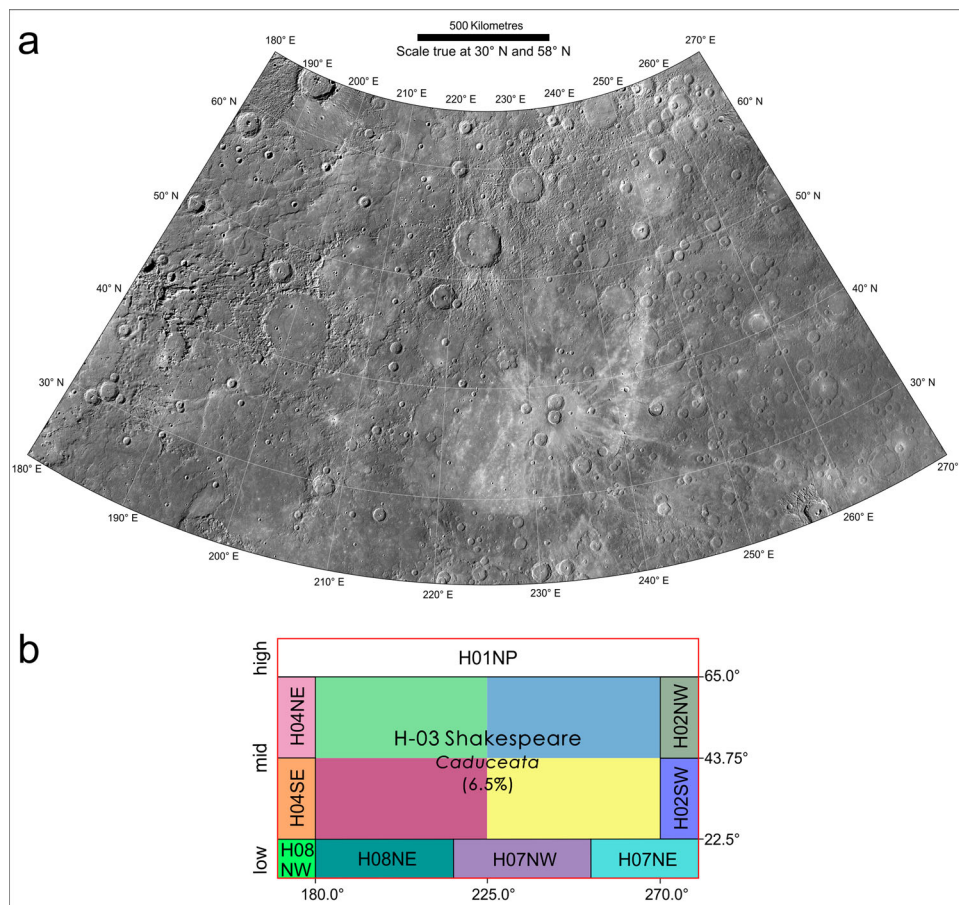 a
500 Kilometres
Scale true at 30° N and 58° N
180° E
190° E
200° E
210° E
220° E
230° E
240° E
250° E
260° E
270° E
60° N
60° N
50° N
50° N
40° N
40° N
30° N
30° N
180° E
190° E
200° E
210° E
220° E
230° E
240° E
250° E
260° E
270° E
b
high
H01NP
65.0°
H04NE
H02NW
mid
H-03 Shakespeare
Caduceata
(6.5%)
43.75°
H04SE
H02SW
22.5°
low
H08
NW
H08NE
H07NW
H07NE
180.0°
225.0°
270.0°